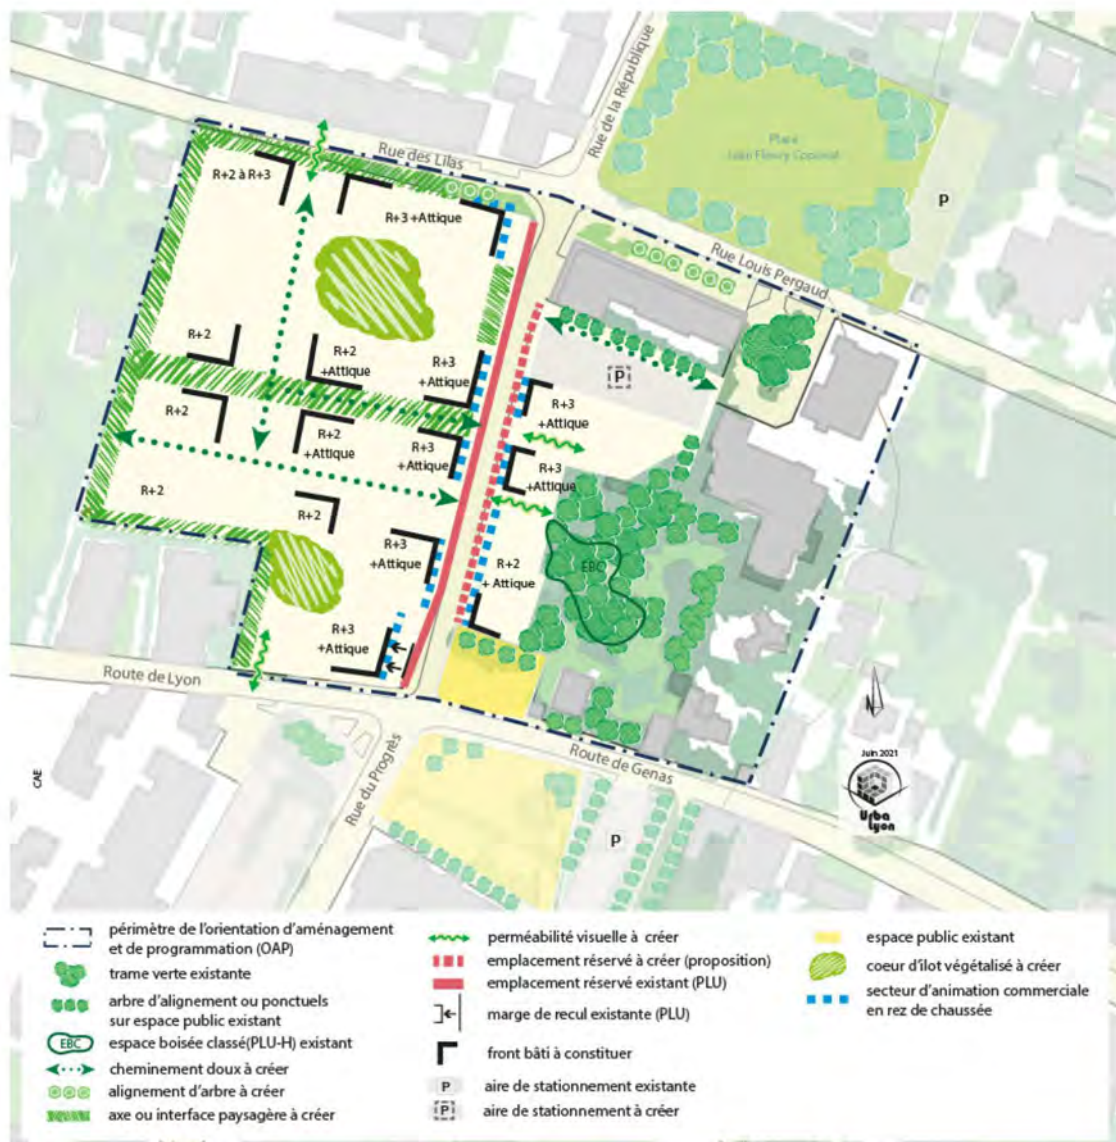 Rue de la République
Rue des Lilas
Place
Jean Fleury Coponat
P
Rue Louis Pergaud
R+2 à R+3
R+3 +Attique
R+2
R+2
+Attique
R+3
+Attique
P
R+3
+Attique
R+2
R+2
+Attique
R+3
+Attique
R+3
+Attique
R+2
R+2
R+3
+Attique
R+2
+ Attique
EBC
R+3
+Attique
Route de Lyon
Rue du Progrès
Route de Genas
P
N
Juin 2021
Urba
Lyon
CAE
périmètre de l'orientation d'aménagement
et de programmation (OAP)
trame verte existante
arbre d'alignement ou ponctuels
sur espace public existant
EBC espace boisée classé(PLU-H) existant
cheminement doux à créer
alignement d'arbre à créer
axe ou interface paysagère à créer
perméabilité visuelle à créer
emplacement réservé à créer (proposition)
emplacement réservé existant (PLU)
marge de recul existante (PLU)
front bâti à constituer
P aire de stationnement existante
P aire de stationnement à créer
espace public existant
coeur d'ilot végétalisé à créer
secteur d'animation commerciale
en rez de chaussée